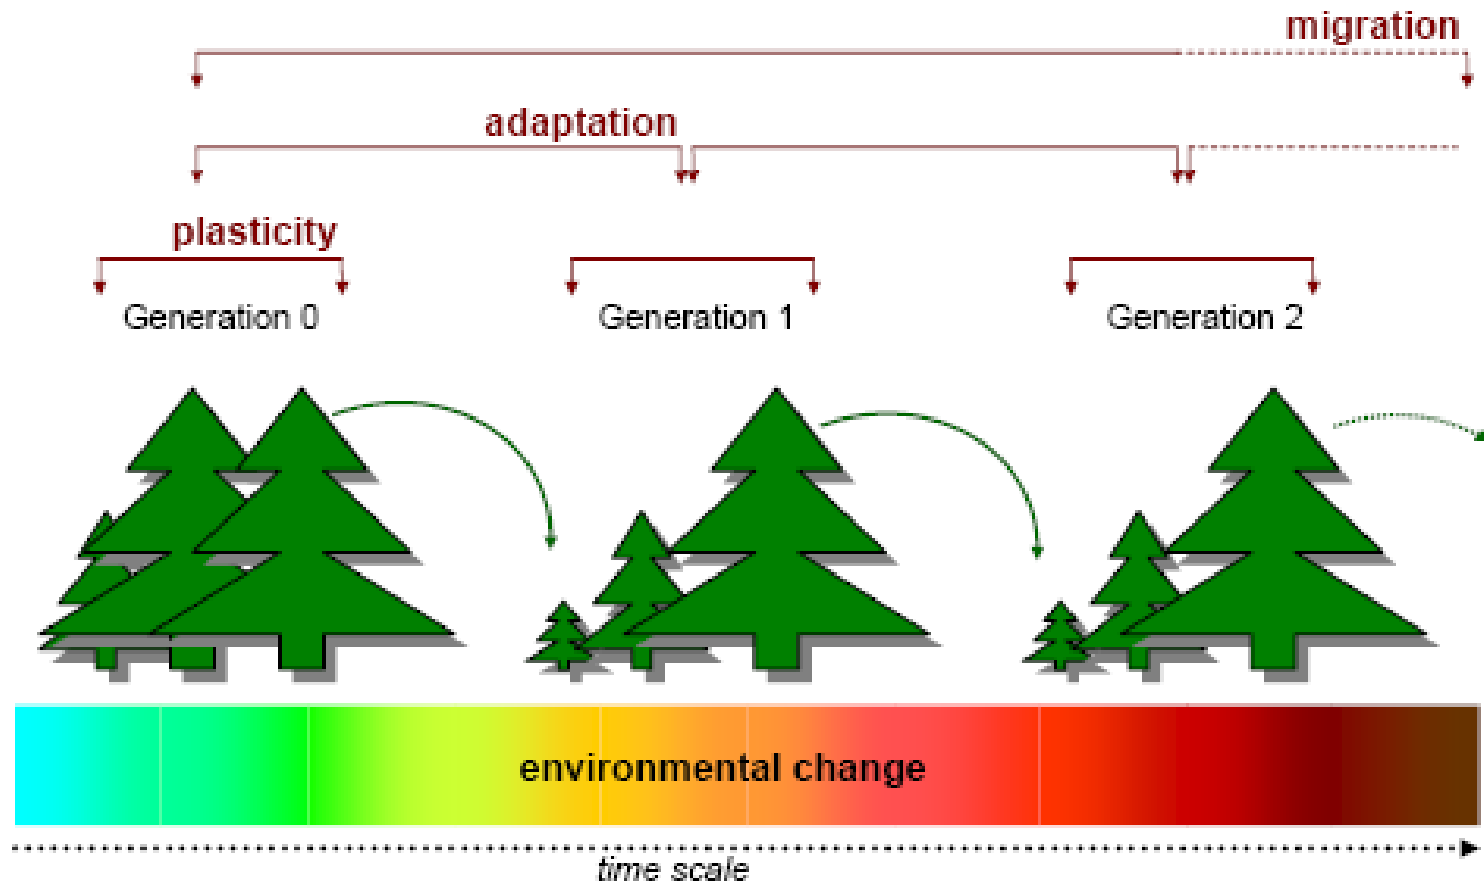 migration
adaptation
plasticity
Generation 0
Generation 1
Generation 2
environmental change
time scale